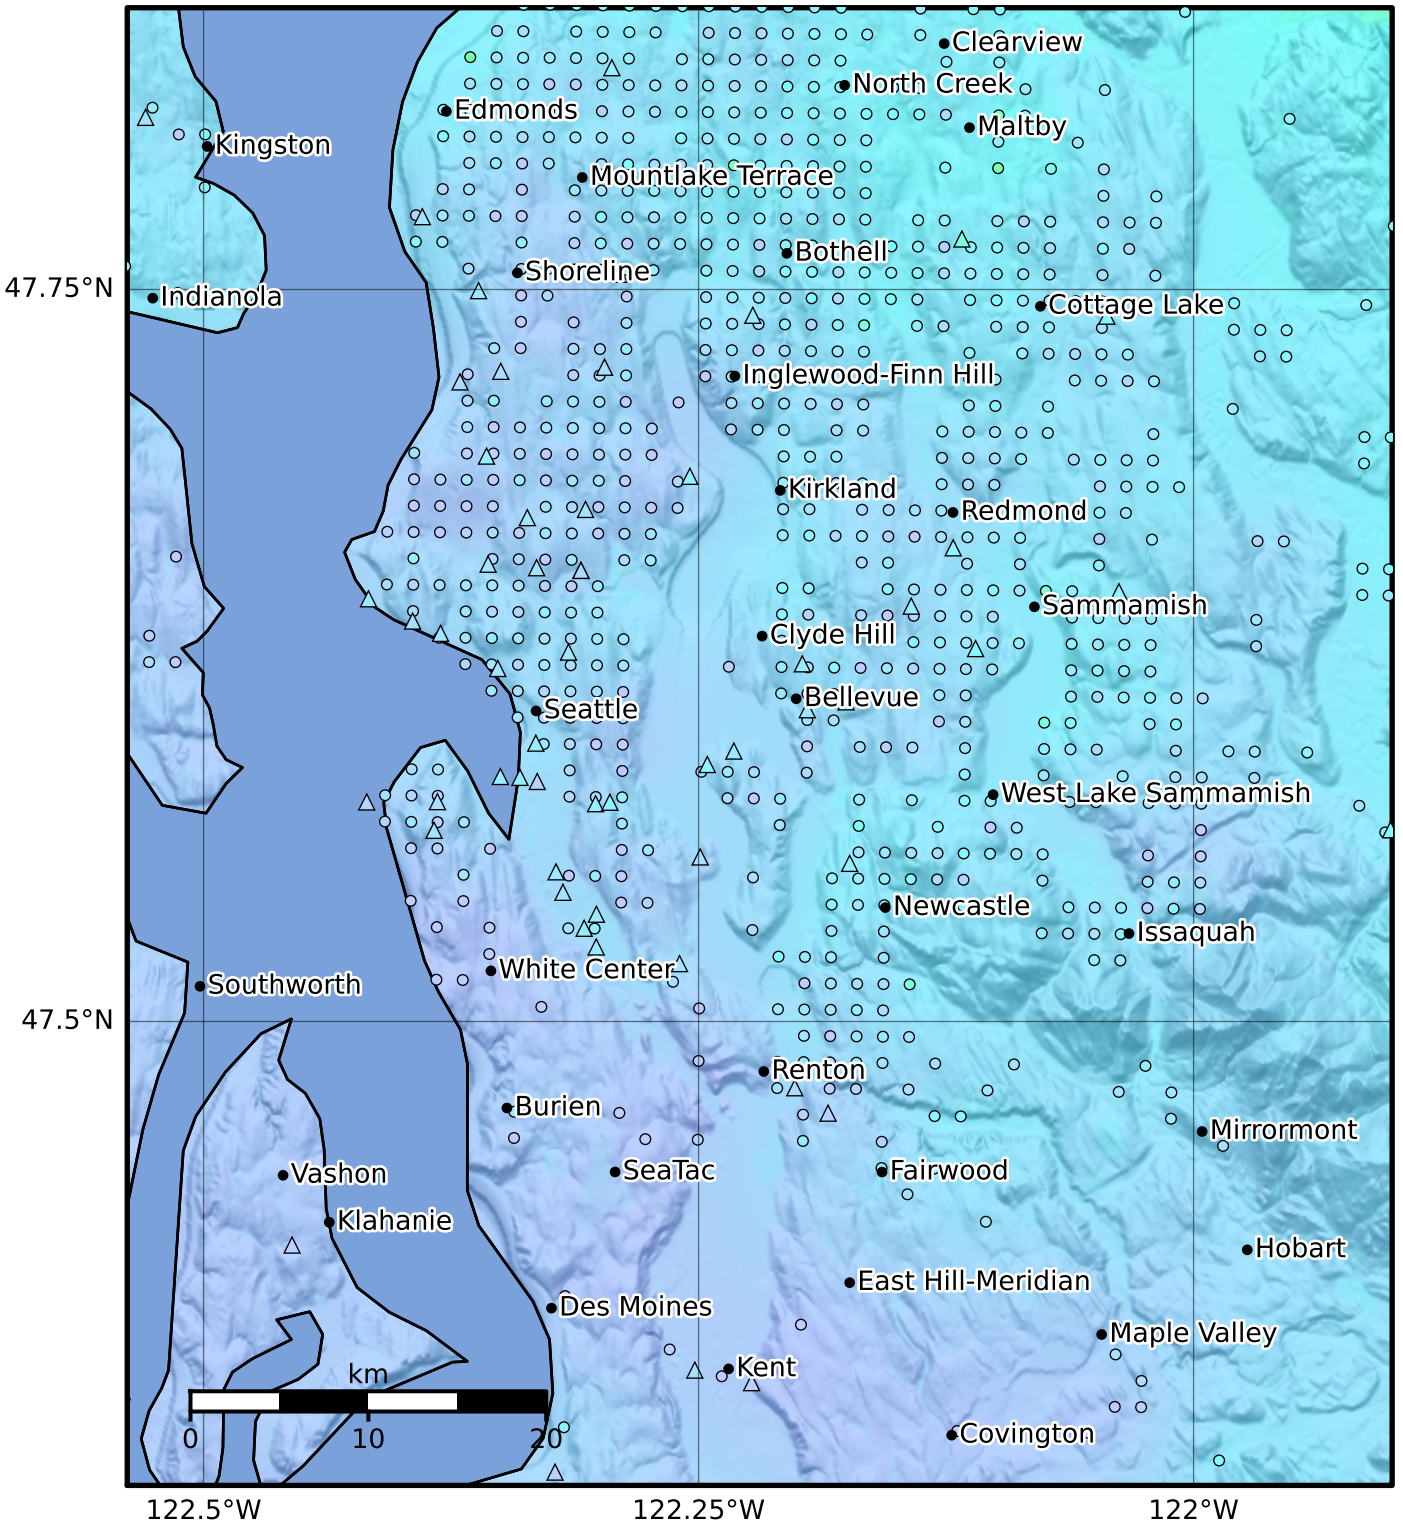 Clearview
North Creek
Edmonds
Maltby
Kingston
Mountlake Terrace
Bothell
Shoreline
47.75°N
Indianola
Cottage Lake
Inglewood-Finn Hill
Kirkland
Redmond
Sammamish
Clyde Hill
Bellevue
Seattle
West Lake Sammamish
Newcastle
Issaquah
White Center
Southworth
47.5°N
Renton
Burien
Mirrormont
SeaTac
Fairwood
Vashon
Klahanie
Hobart
East Hill-Meridian
Des Moines
Maple Valley
Kent
km
0 10 20
Covington
122.5°W 122.25°W 122°W